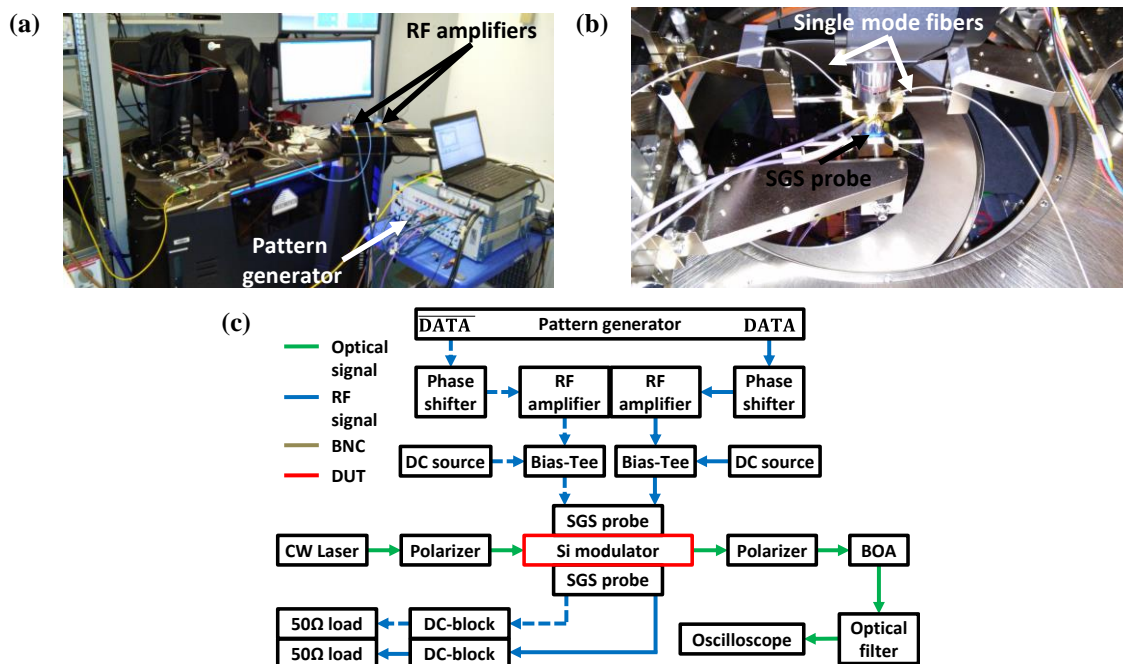 (a)
RF amplifiers
Pattern
generator
(b)
Single mode fibers
SGS probe
(c)
Optical
signal
RF
signal
BNC
DUT
DATA Pattern generator DATA
Phase
shifter
RF
amplifier
RF
amplifier
Phase
shifter
DC source
Bias-Tee
Bias-Tee
DC source
SGS probe
CW Laser
Polarizer
Si modulator
Polarizer
BOA
SGS probe
50Ω load
DC-block
50Ω load
DC-block
Oscilloscope
Optical
filter